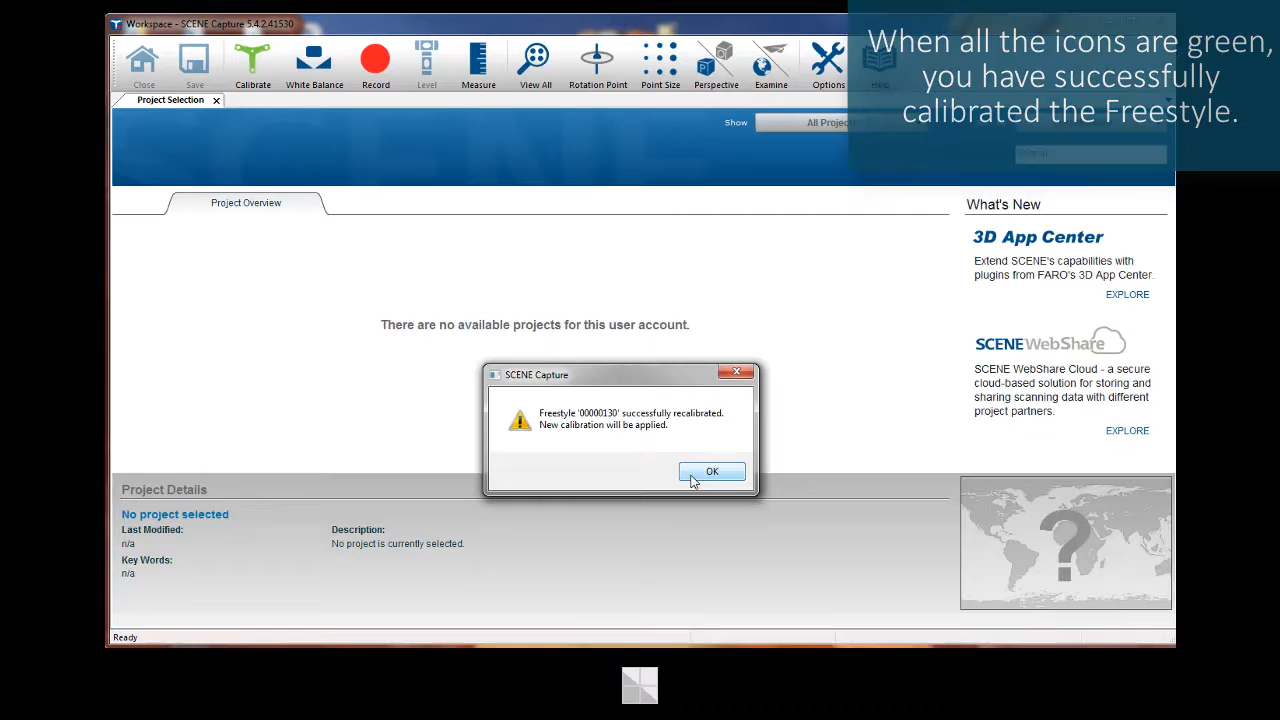 Workspace - SCENE Capture 5.4.2.41530
When all the icons are green,
you have successfully
calibrated the Freestyle.
Close
Save
Calibrate
White Balance
Record
Level
Measure
View All
Rotation Point
Point Size
Perspective
Examine
Options
Help
Project Selection
Show
All Projects
Project Overview
What's New
3D App Center
Extend SCENE's capabilities with
plugins from FARO's 3D App Center.
EXPLORE
There are no available projects for this user account.
SCENE WebShare
SCENE WebShare Cloud - a secure
cloud-based solution for storing and
sharing scanning data with different
project partners.
EXPLORE
SCENE Capture
Freestyle '00000130' successfully recalibrated.
New calibration will be applied.
OK
Project Details
No project selected
Last Modified:
n/a
Key Words:
n/a
Description:
No project is currently selected.
Ready